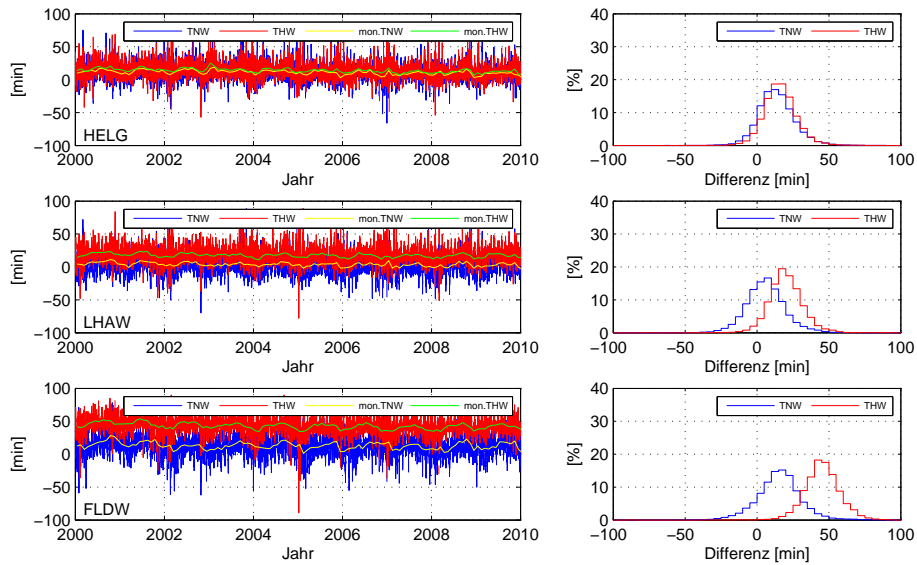 100
50
0
−50
−100
[min]
TNW THW mon.TNW mon.THW
HELG
2000 2002 2004 2006 2008 2010
Jahr
40
30
20
10
0
[%]
TNW THW
−100 −50 0 50 100
Differenz [min]
100
50
0
−50
−100
[min]
TNW THW mon.TNW mon.THW
LHAW
2000 2002 2004 2006 2008 2010
Jahr
40
30
20
10
0
[%]
TNW THW
−100 −50 0 50 100
Differenz [min]
100
50
0
−50
−100
[min]
TNW THW mon.TNW mon.THW
FLDW
2000 2002 2004 2006 2008 2010
Jahr
40
30
20
10
0
[%]
TNW THW
−100 −50 0 50 100
Differenz [min]